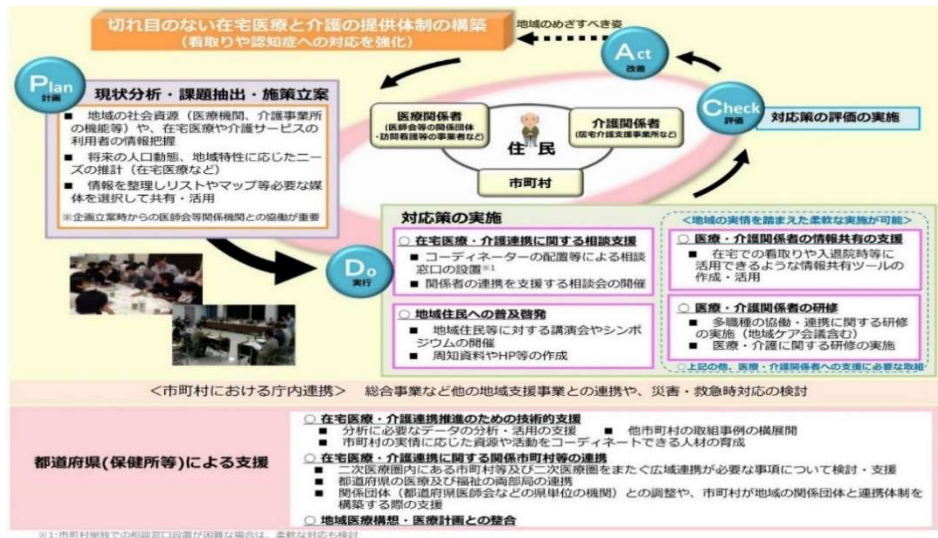 切れ目のない在宅医療と介護の提供体制の構築
（看取りや認知症への対応を強化）
地域のめざすべき姿
Act
改善
Plan
計画
現状分析・課題抽出・施策立案
■ 地域の社会資源（医療機関、介護事業所
の機能等）や、在宅医療や介護サービスの
利用者の情報把握
■ 将来の人口動態、地域特性に応じたニー
ズの推計（在宅医療など）
■ 情報を整理しリストやマップ等必要な媒
体を選択して共有・活用
※企画立案時からの医師会等関係機関との協働が重要
医療関係者
（医師会等の関係団体
・訪問看護等の事業者など）
介護関係者
（居宅介護支援事業所など）
住民
市町村
Check
評価
対応策の評価の実施
Do
実行
対応策の実施
○ 在宅医療・介護連携に関する相談支援
■ コーディネーターの配置等による相談
窓口の設置※1
■ 関係者の連携を支援する相談会の開催
○ 地域住民への普及啓発
■ 地域住民等に対する講演会やシンポ
ジウムの開催
■ 周知資料やHP等の作成
＜地域の実情を踏まえた柔軟な実施が可能＞
○ 医療・介護関係者の情報共有の支援
■ 在宅での看取りや入退院時等に
活用できるような情報共有ツールの
作成・活用
○ 医療・介護関係者の研修
■ 多職種の協働・連携に関する研修
の実施（地域ケア会議含む）
■ 医療・介護に関する研修の実施
○上記の他、医療・介護関係者への支援に必要な取組
＜市町村における庁内連携＞ 総合事業など他の地域支援事業との連携や、災害・救急時対応の検討
都道府県(保健所等)による支援
○ 在宅医療・介護連携推進のための技術的支援
■ 分析に必要なデータの分析・活用の支援 ■ 他市町村の取組事例の横展開
■ 市町村の実情に応じた資源や活動をコーディネートできる人材の育成
○ 在宅医療・介護連携に関する関係市町村等の連携
■ 二次医療圏内にある市町村等及び二次医療圏をまたぐ広域連携が必要な事項について検討・支援
■ 都道府県の医療及び福祉の両部局の連携
■ 関係団体（都道府県医師会などの県単位の機関）との調整や、市町村が地域の関係団体と連携体制を
構築する際の支援
○ 地域医療構想・医療計画との整合
※1:市町村単独での相談窓口設置が困難な場合は、柔軟な対応も検討